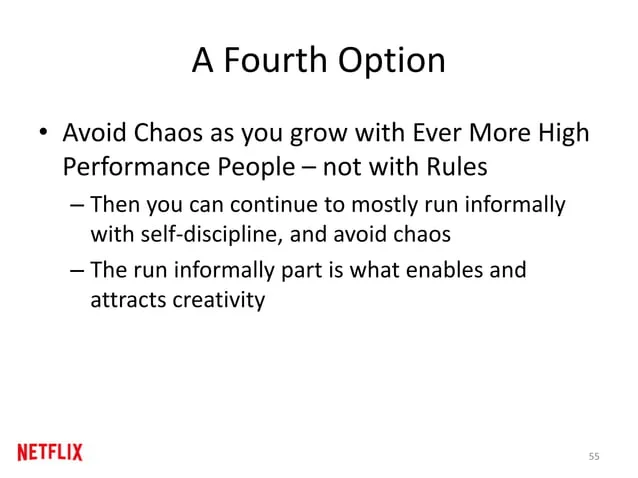 A Fourth Option
• Avoid Chaos as you grow with Ever More High
Performance People – not with Rules
– Then you can continue to mostly run informally
with self-discipline, and avoid chaos
– The run informally part is what enables and
attracts creativity
NETFLIX
55